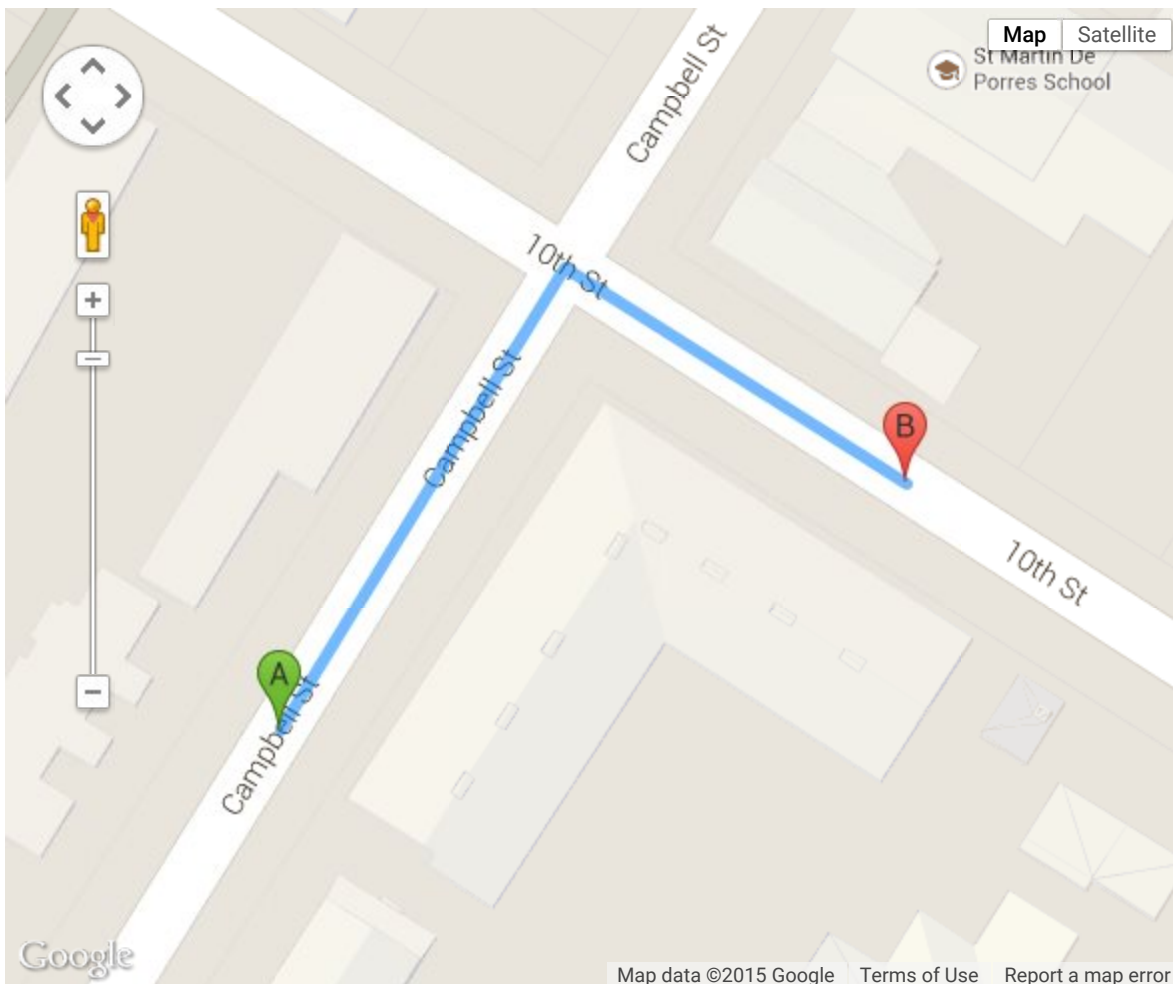 Map Satellite
St Martin De
Porres School
Campbell St
10th St
Campbell St
B
10th St
A
Campbell St
+
−
Google
Map data ©2015 Google Terms of Use Report a map error